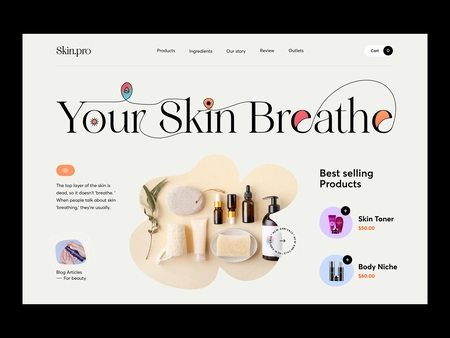 Skin.pro
Products
Ingredients
Our story
Review
Outlets
Cart 0
Your Skin Breathe
The top layer of the skin is
dead, so it doesn't 'breathe. '
When people talk about skin
'breathing,' they're usually.
Blog Articles
— For beauty
Best selling
Products
Skin Toner
$50.00
Body Niche
$60.00